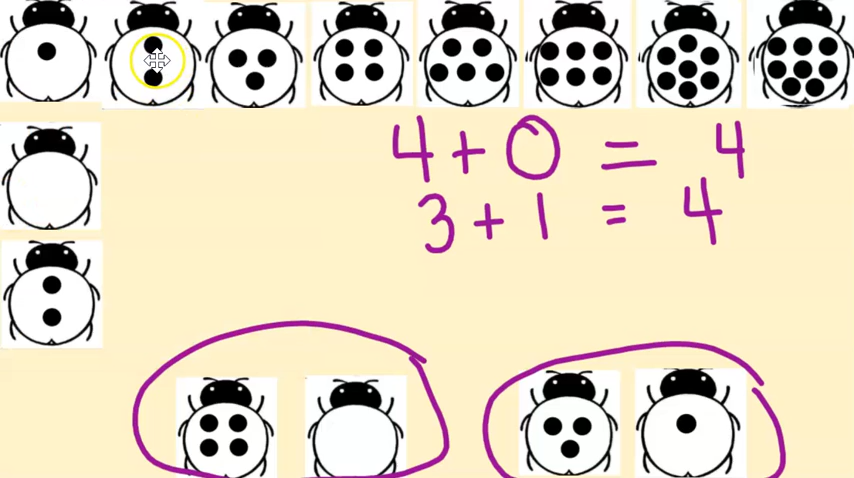 4 + 0 = 4
3 + 1 = 4